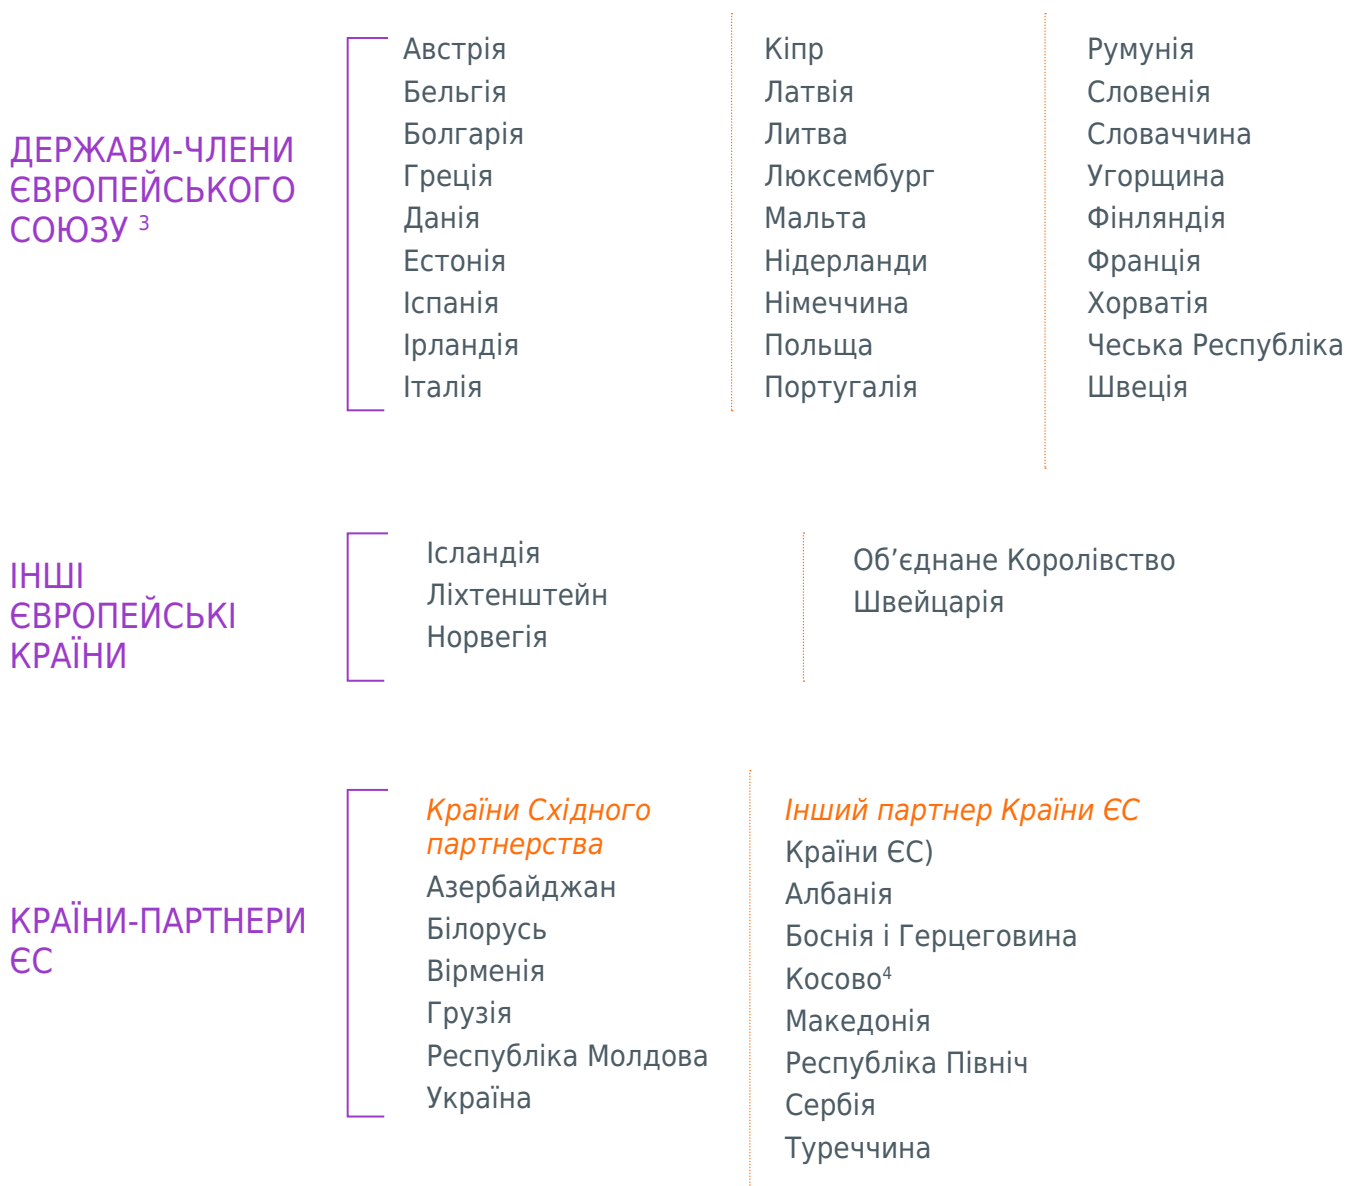 ДЕРЖАВИ-ЧЛЕНИ
ЄВРОПЕЙСЬКОГО
СОЮЗУ 3
Австрія
Бельгія
Болгарія
Греція
Данія
Естонія
Іспанія
Ірландія
Італія
Кіпр
Латвія
Литва
Люксембург
Мальта
Нідерланди
Німеччина
Польща
Португалія
Румунія
Словенія
Словаччина
Угорщина
Фінляндія
Франція
Хорватія
Чеська Республіка
Швеція
ІНШІ
ЄВРОПЕЙСЬКІ
КРАЇНИ
Ісландія
Ліхтенштейн
Норвегія
Об’єднане Королівство
Швейцарія
КРАЇНИ-ПАРТНЕРИ
ЄС
Країни Східного
партнерства
Азербайджан
Білорусь
Вірменія
Грузія
Республіка Молдова
Україна
Інший партнер Країни ЄС
Країни ЄС)
Албанія
Боснія і Герцеговина
Косово4
Македонія
Республіка Північ
Сербія
Туреччина